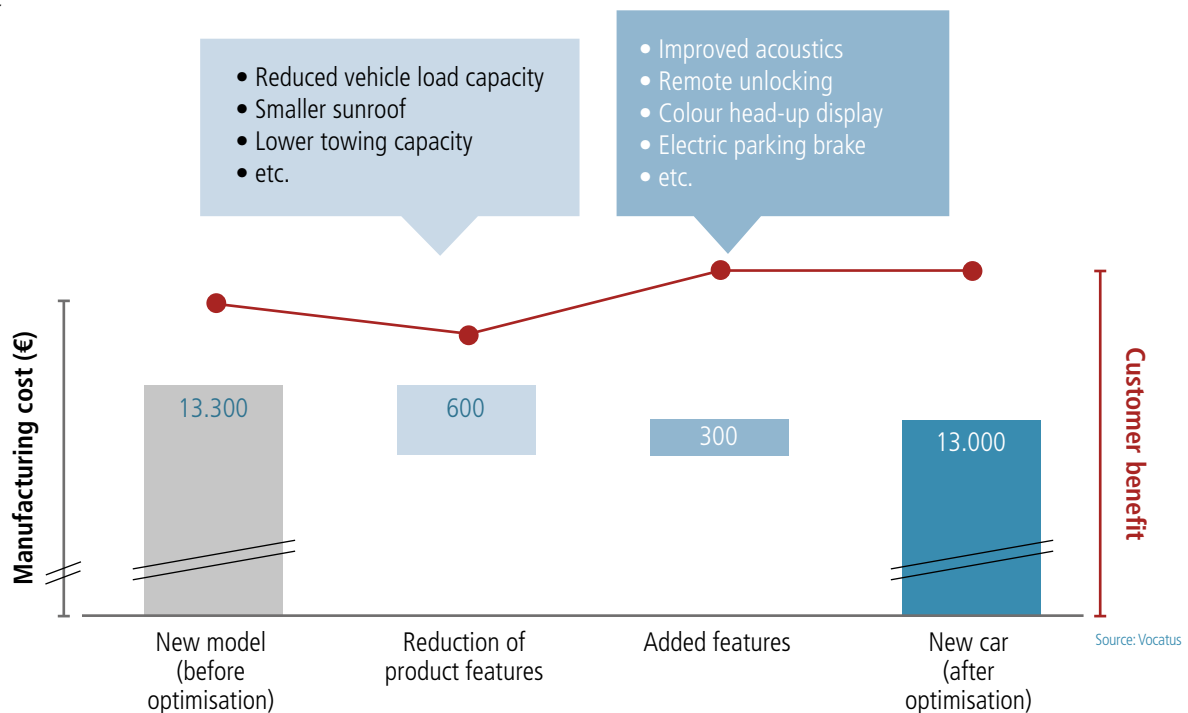 • Reduced vehicle load capacity
• Smaller sunroof
• Lower towing capacity
• etc.
• Improved acoustics
• Remote unlocking
• Colour head-up display
• Electric parking brake
• etc.
Manufacturing cost (€)
13.300
600
300
13.000
Customer benefit
New model
(before
optimisation)
Reduction of
product features
Added features
New car
(after
optimisation)
Source: Vocatus